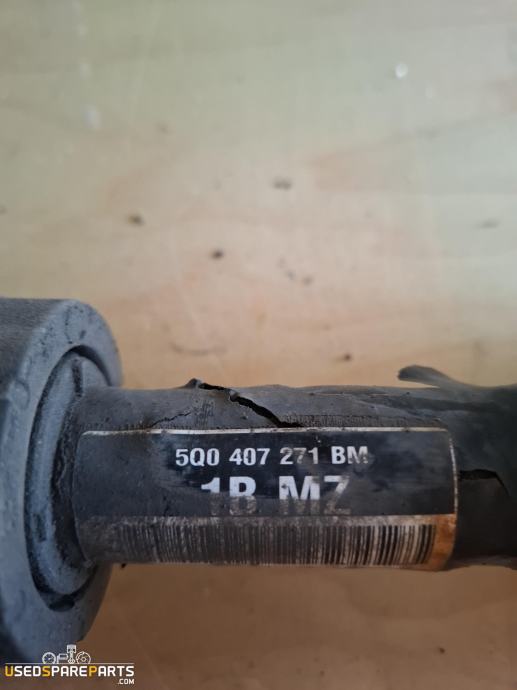 5Q0 407 271 BM
1B MZ
USEDSPAREPARTS
.COM